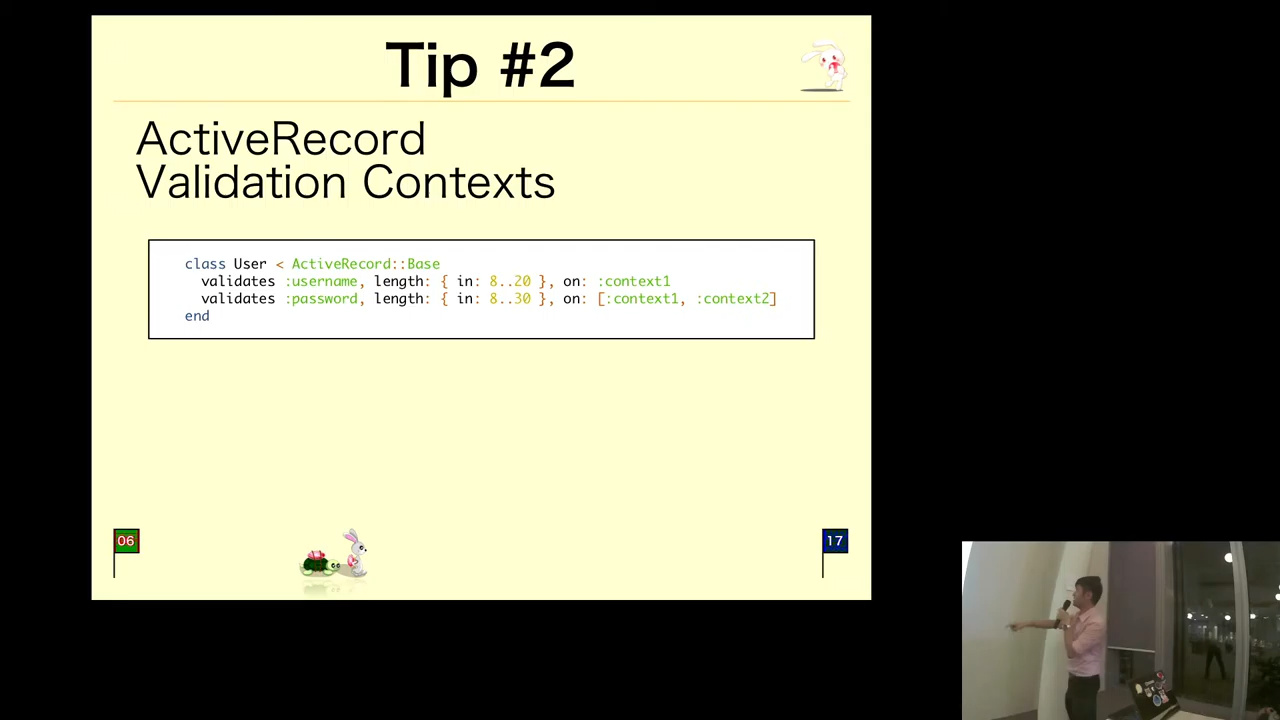 Tip #2
ActiveRecord
Validation Contexts
class User < ActiveRecord::Base
validates :username, length: { in: 8..20 }, on: :context1
validates :password, length: { in: 8..30 }, on: [:context1, :context2]
end
06
17